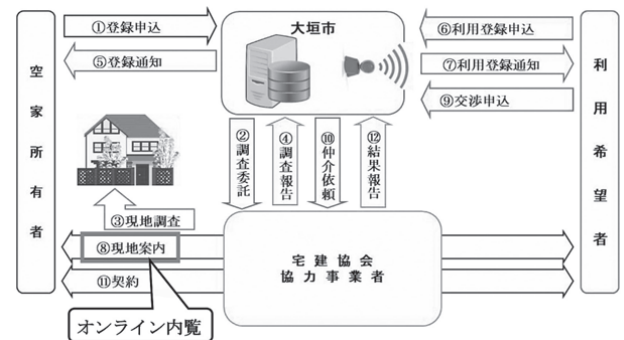 ①登録申込
⑤登録通知
大垣市
⑥利用登録申込
⑦利用登録通知
⑨交渉申込
空家所有者
利用希望者
②調査委託
④調査報告
⑩仲介依頼
⑫結果報告
③現地調査
⑧現地案内
⑪契約
宅建協会
協力事業者
オンライン内覧